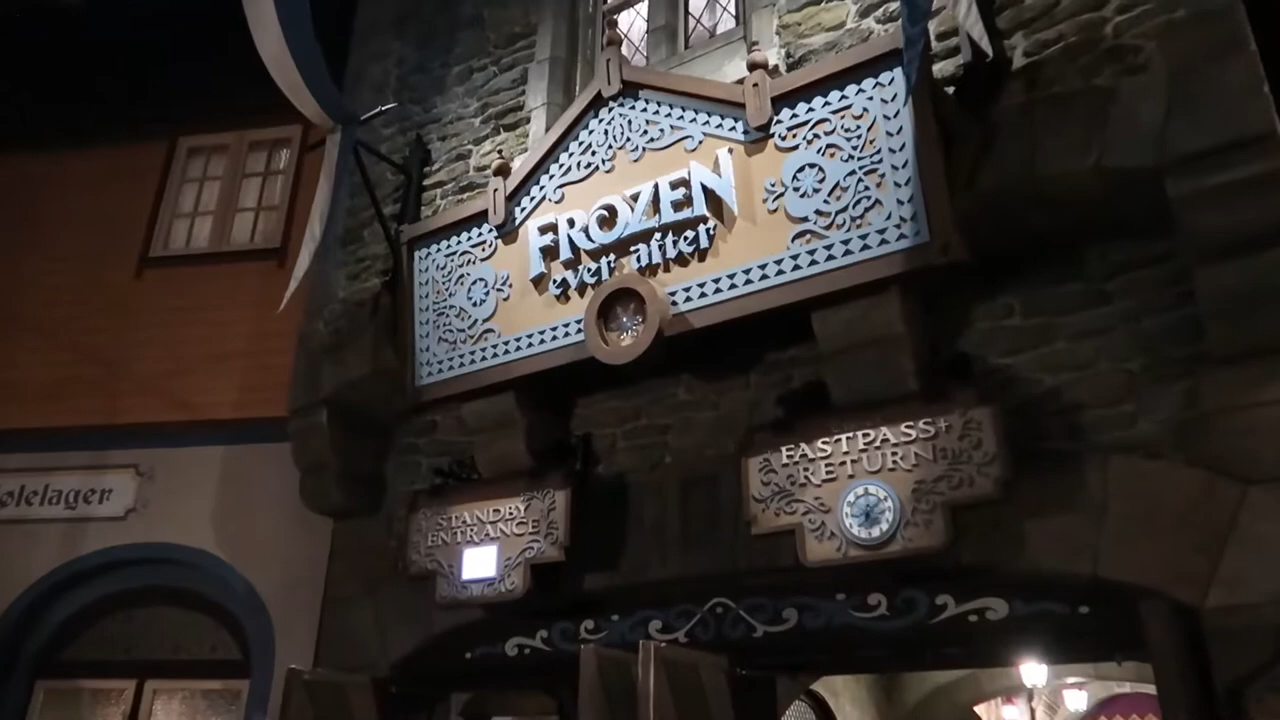 FROZEN
ever after
FASTPASS+
RETURN
STANDBY
ENTRANCE
ølelager